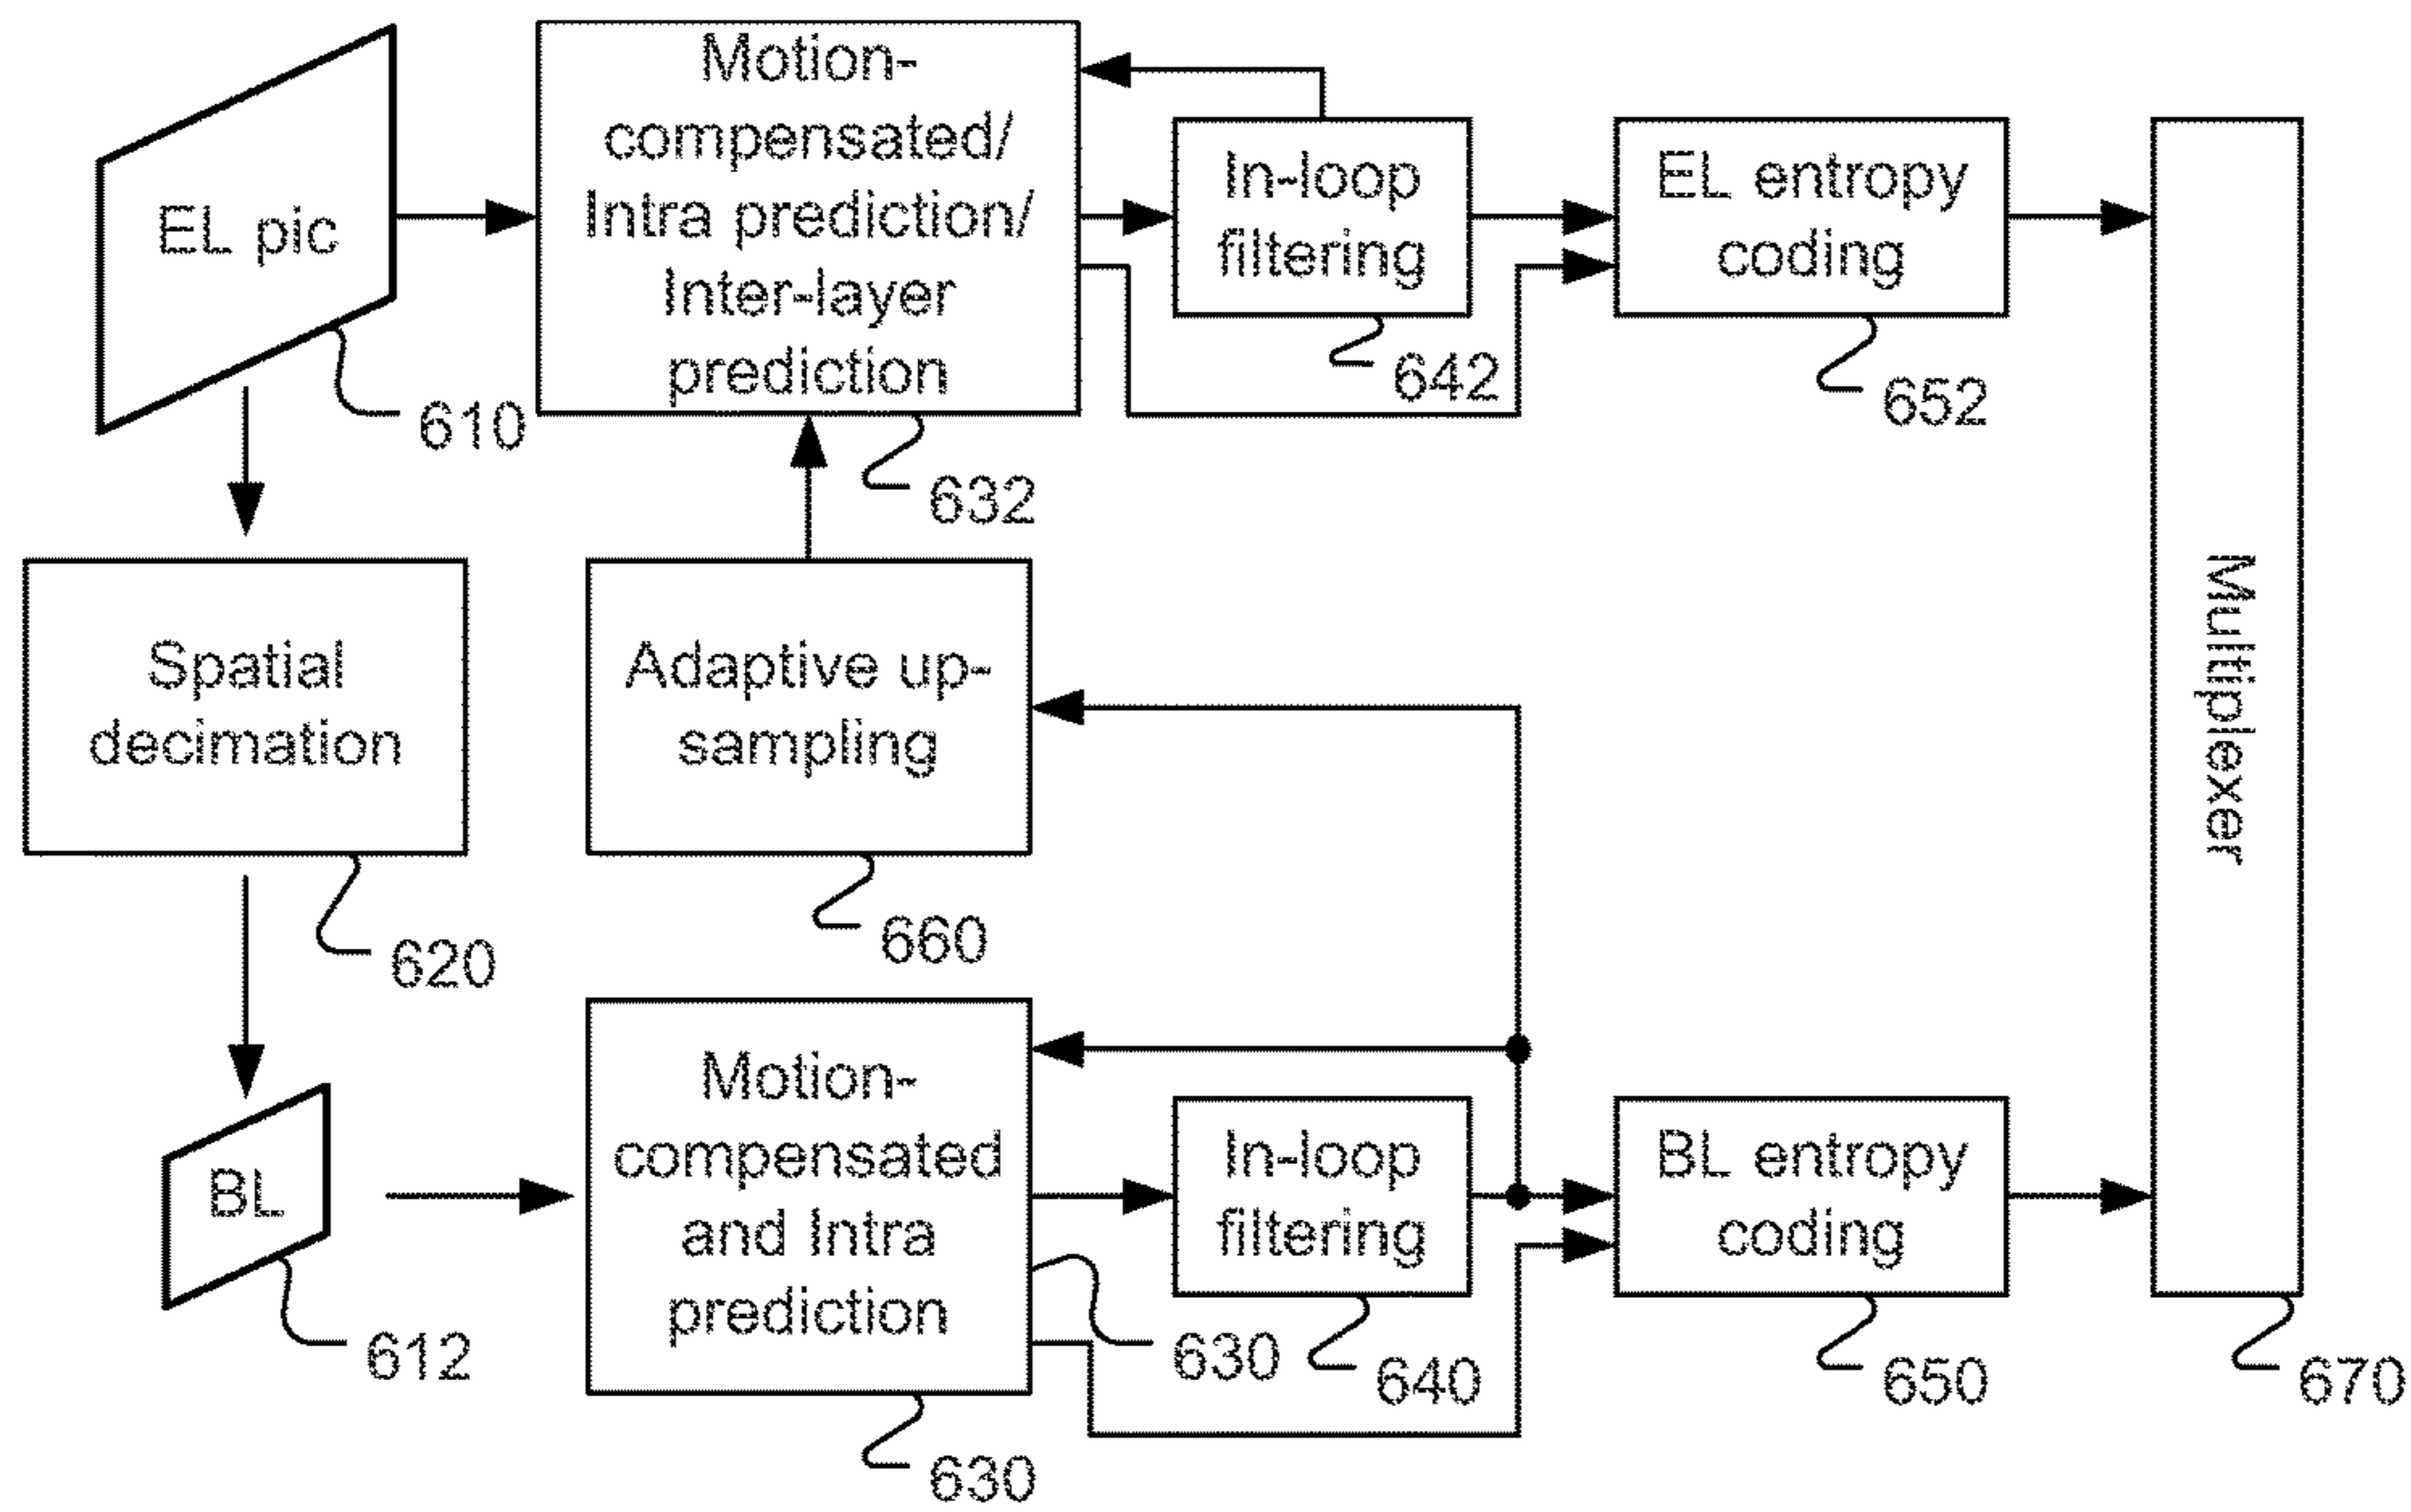 EL pic
610
Motion-
compensated/
Intra prediction/
Inter-layer
prediction
632
In-loop
filtering
642
EL entropy
coding
652
Multiplexer
670
Spatial
decimation
620
Adaptive up-
sampling
660
BL
612
Motion-
compensated
and Intra
prediction
630
630
In-loop
filtering
640
BL entropy
coding
650